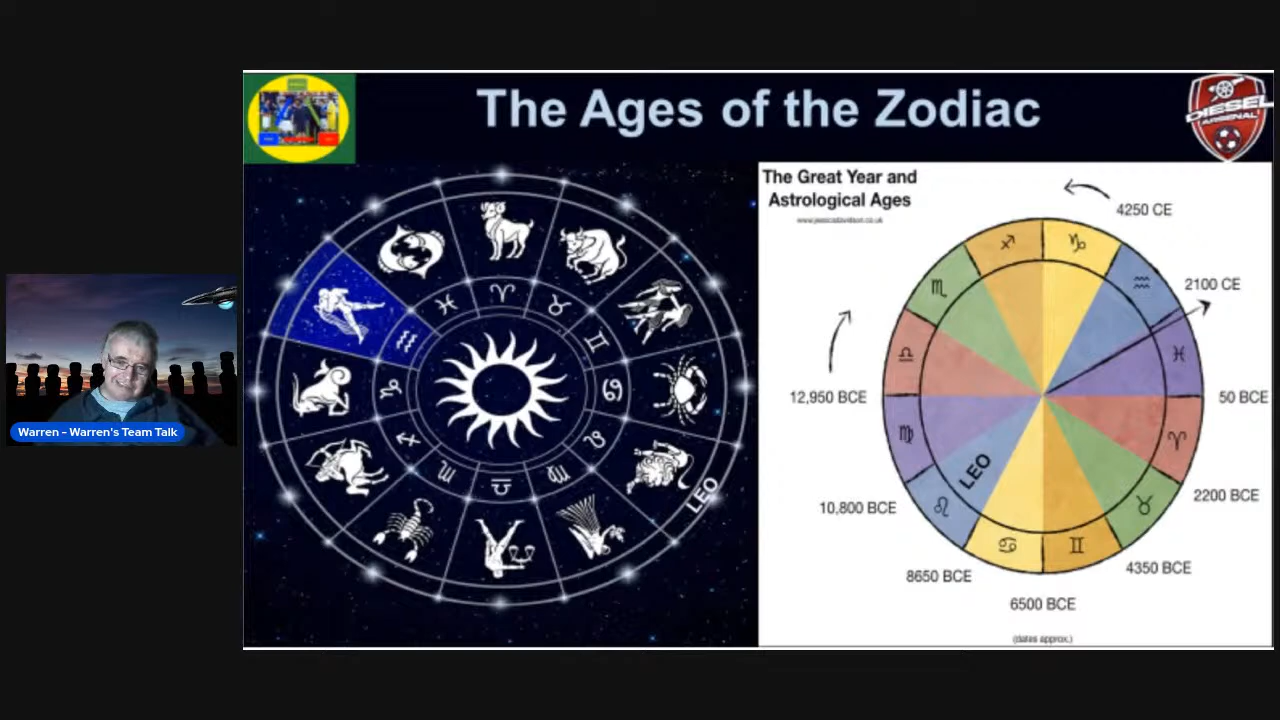 The Ages of the Zodiac
DIESEL
ARSENAL
The Great Year and
Astrological Ages
www.jessicadavidson.co.uk
4250 CE
2100 CE
12,950 BCE
50 BCE
LEO
LEO
10,800 BCE
2200 BCE
8650 BCE
4350 BCE
6500 BCE
(dates approx.)
Warren – Warren's Team Talk